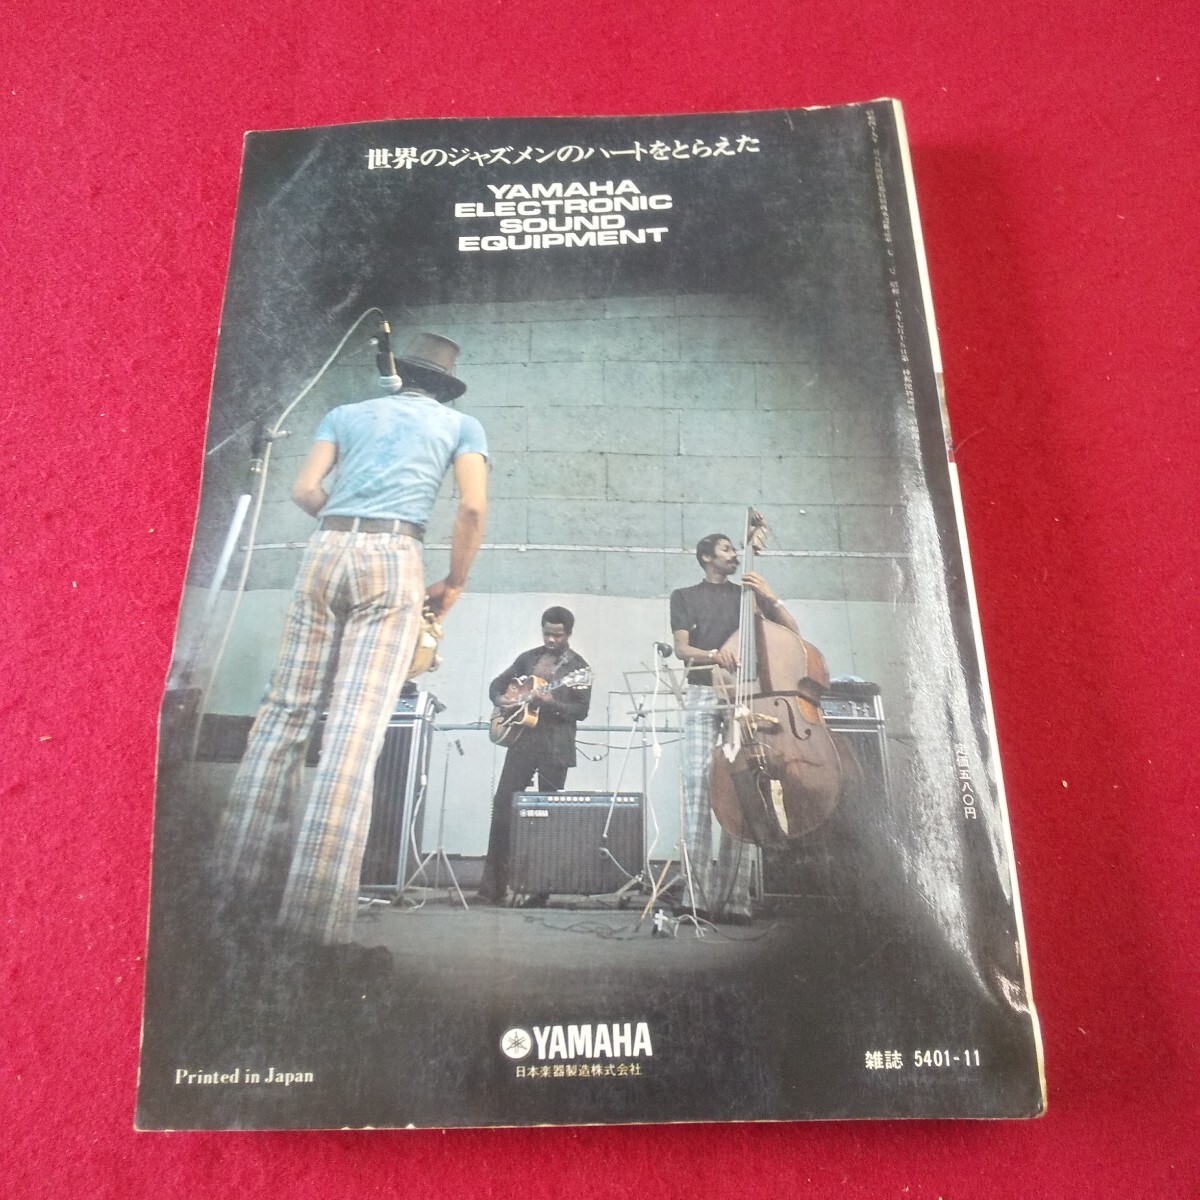 世界のジャズメンのハートをとらえた
YAMAHA
ELECTRONIC
SOUND
EQUIPMENT
定価五八〇円
YAMAHA
YAMAHA
日本楽器製造株式会社
Printed in Japan
雑誌 5401-11